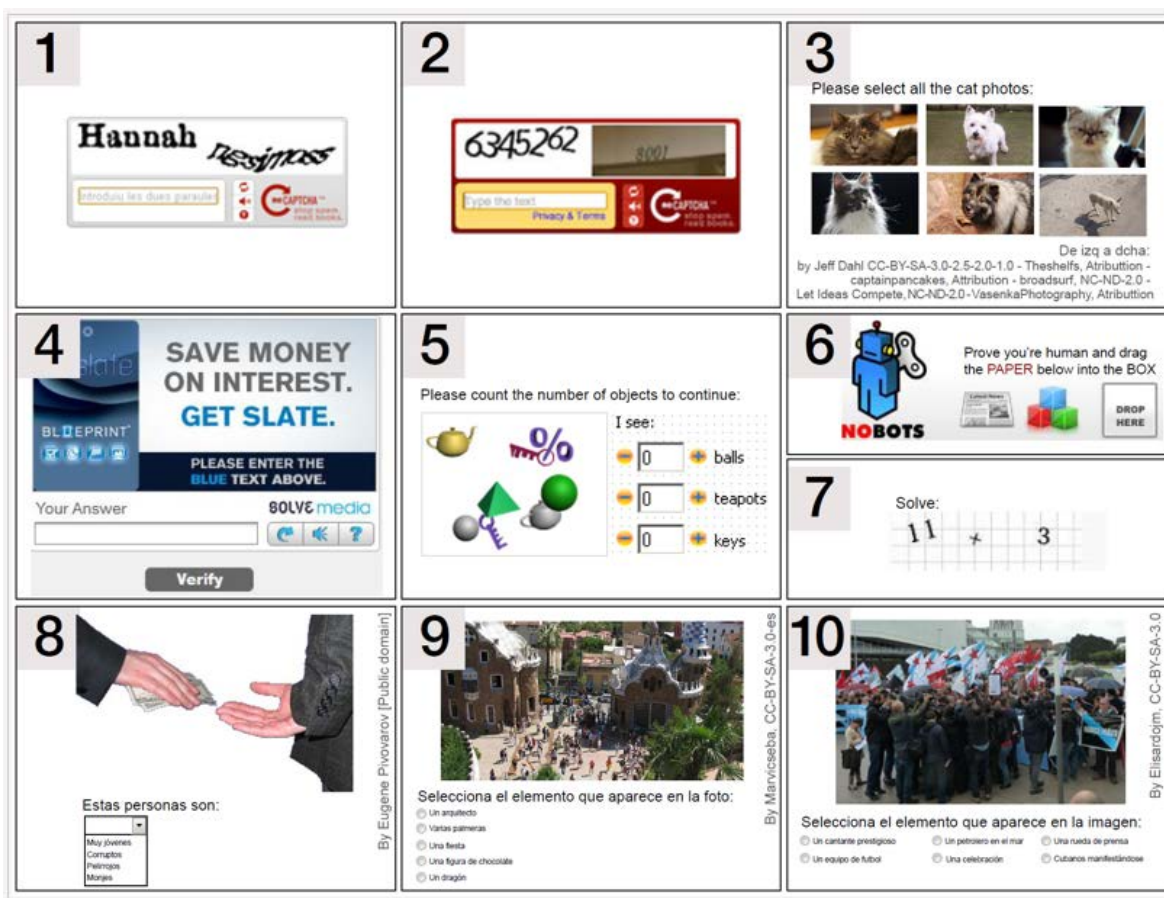 1
Hannah nesimoss
Introduïu les dues paraules
reCAPTCHA™
stop spam.
read books.
2
6345262 8001
Type the text
Privacy & Terms
reCAPTCHA™
stop spam.
read books.
3
Please select all the cat photos:
De izq a dcha:
by Jeff Dahl CC-BY-SA-3.0-2.5-2.0-1.0 - Theshelfs, Atributtion -
captainpancakes, Attribution - broadsurf, NC-ND-2.0 -
Let Ideas Compete, NC-ND-2.0 - VasenkaPhotography, Atributtion
4
slate
BLUEPRINT
SAVE MONEY
ON INTEREST.
GET SLATE.
PLEASE ENTER THE
BLUE TEXT ABOVE.
Your Answer
SOLVE media
?
Verify
5
Please count the number of objects to continue:
%
I see:
0 balls
0 teapots
0 keys
6
NOBOTS
Prove you're human and drag
the PAPER below into the BOX
Latest News
DROP
HERE
7
Solve:
11 x 3
8
By Eugene Pivovarov [Public domain]
Estas personas son:
Muy jóvenes
Corruptos
Pelirrojos
Monjes
9
By Marvicseba, CC-BY-SA-3.0-es
Selecciona el elemento que aparece en la foto:
Un arquitecto
Varias palmeras
Una fiesta
Una figura de chocolate
Un dragón
10
By Elisardojm, CC-BY-SA-3.0
Selecciona el elemento que aparece en la imagen:
Un cantante prestigioso Un petrolero en el mar Una rueda de prensa
Un equipo de futbol Una celebración Cubanos manifestándose